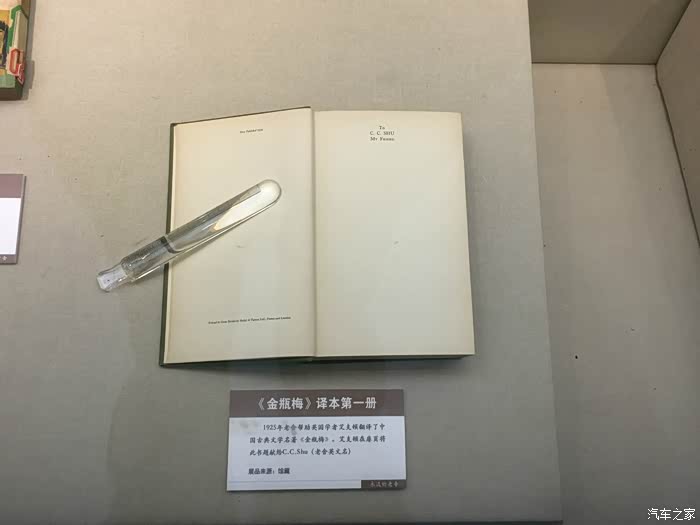 To
C. C. SHU
My Friend
《金瓶梅》译本第一册
1925年老舍帮助英国学者艾支顿翻译了中
国古典文学名著《金瓶梅》。艾支顿在扉页将
此书题献给C.C.Shu（老舍英文名）
展品来源：馆藏
汽车之家